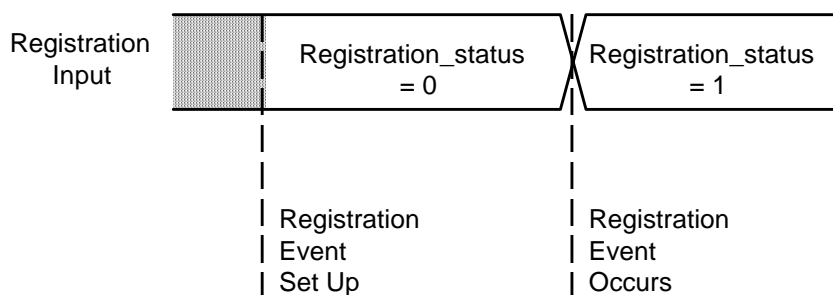 Registration
Input
Registration_status
= 0
Registration_status
= 1
Registration
Event
Set Up
Registration
Event
Occurs